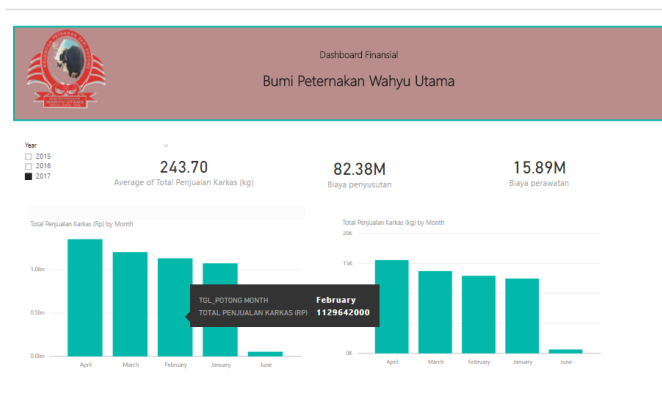 Dashboard Finansial
Bumi Peternakan Wahyu Utama
Year
2015
2016
2017
243.70
Average of Total Penjualan Karkas (kg)
82.38M
Biaya penyusutan
15.89M
Biaya perawatan
Total Penjualan Karkas (Rp) by Month
1.0bn
0.5bn
0.0bn
April March February January June
TGL_POTONG MONTH February
TOTAL PENJUALAN KARKAS (RP) 1129642000
Total Penjualan Karkas (kg) by Month
20K
15K
0K
April March February January June